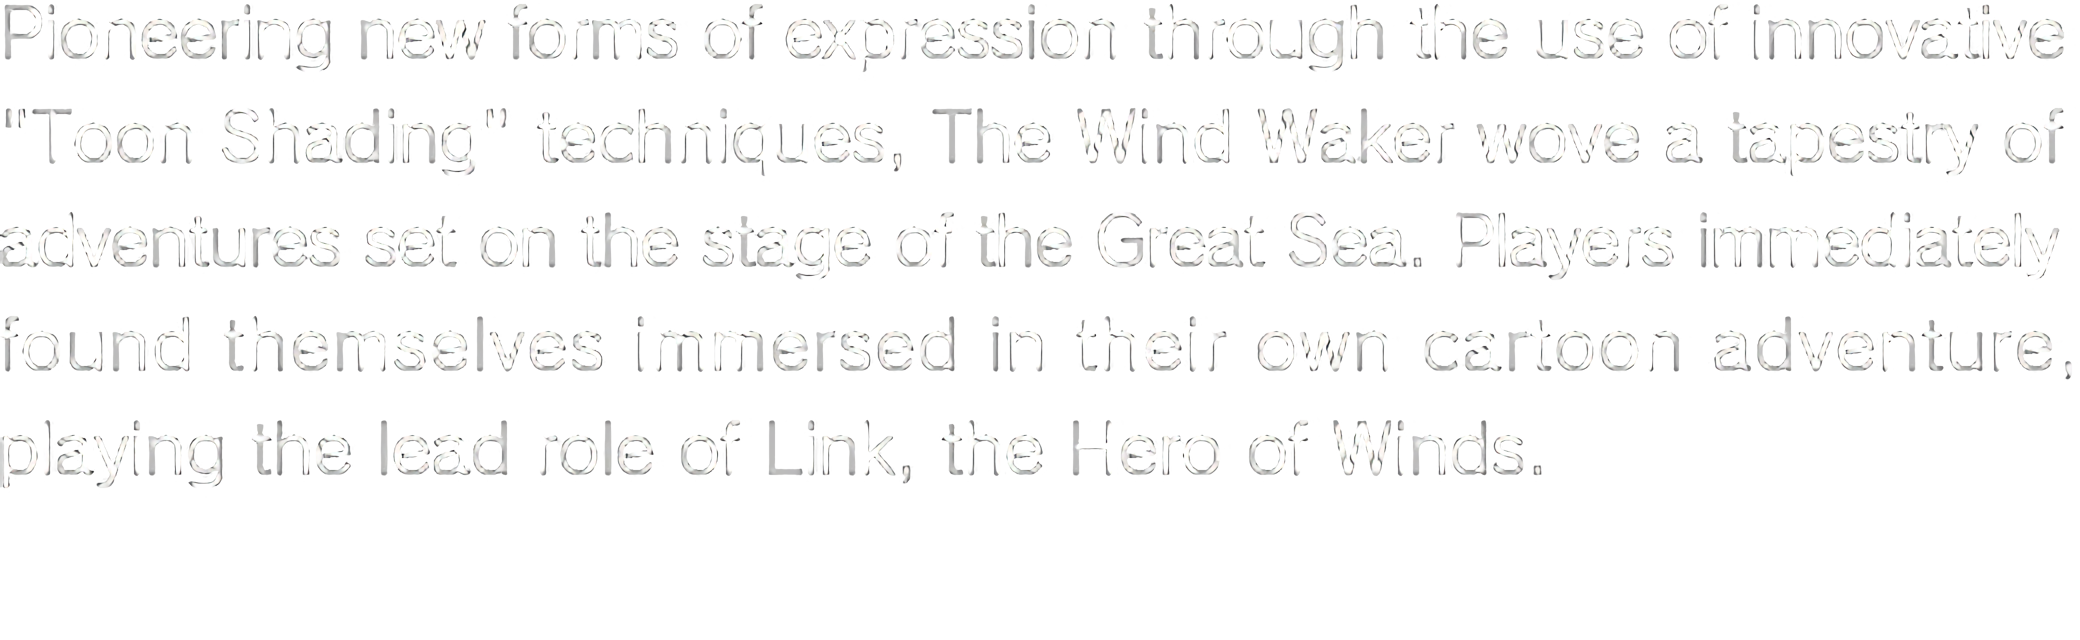 Pioneering new forms of expression through the use of innovative
"Toon Shading" techniques, The Wind Waker wove a tapestry of
adventures set on the stage of the Great Sea. Players immediately
found themselves immersed in their own cartoon adventure,
playing the lead role of Link, the Hero of Winds.